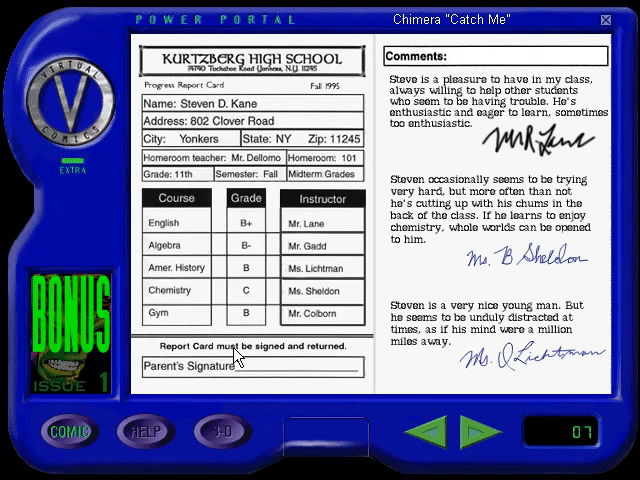 POWER PORTAL
Chimera "Catch Me"
VIRTUAL
V
COMICS
EXTRA
BONUS
ISSUE 1
KURTZBERG HIGH SCHOOL
14740 Tuckahoe Road Yonkers, N.Y. 11245
Progress Report Card Fall 1995
Name: Steven D. Kane
Address: 802 Clover Road
City: Yonkers State: NY Zip: 11245
Homeroom teacher: Mr. Dellomo Homeroom: 101
Grade: 11th Semester: Fall Midterm Grades
Course Grade Instructor
English B+ Mr. Lane
Algebra B- Mr. Gadd
Amer. History B Ms. Lichtman
Chemistry C Ms. Sheldon
Gym B Mr. Colborn
Report Card must be signed and returned.
Parent's Signature
Comments:
Steve is a pleasure to have in my class,
always willing to help other students
who seem to be having trouble. He's
enthusiastic and eager to learn, sometimes
too enthusiastic.
Mr. Lane
Steven occasionally seems to be trying
very hard, but more often than not
he's cutting up with his chums in the
back of the class. If he learns to enjoy
chemistry, whole worlds can be opened
to him.
Ms. B Sheldon
Steven is a very nice young man. But
he seems to be unduly distracted at
times, as if his mind were a million
miles away.
Ms. O Lichtman
COMIC
HELP
3-D
07